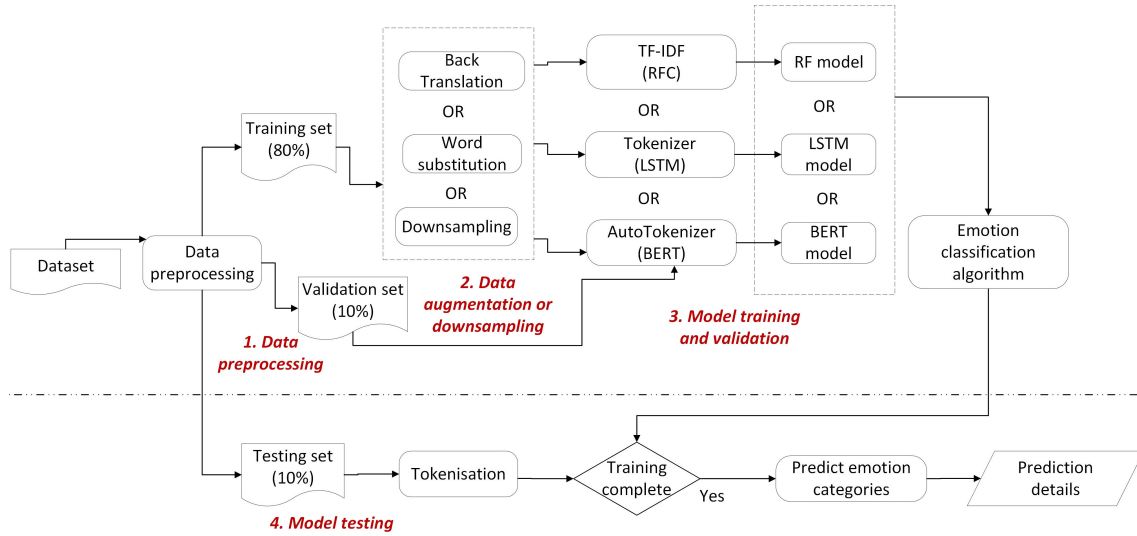 Dataset
Data
preprocessing
Training set
(80%)
Validation set
(10%)
1. Data
preprocessing
Back
Translation
OR
Word
substitution
OR
Downsampling
2. Data
augmentation or
downsampling
TF-IDF
(RFC)
OR
Tokenizer
(LSTM)
OR
AutoTokenizer
(BERT)
RF model
OR
LSTM
model
OR
BERT
model
3. Model training
and validation
Emotion
classification
algorithm
Testing set
(10%)
4. Model testing
Tokenisation
Training
complete
Yes
Predict emotion
categories
Prediction
details